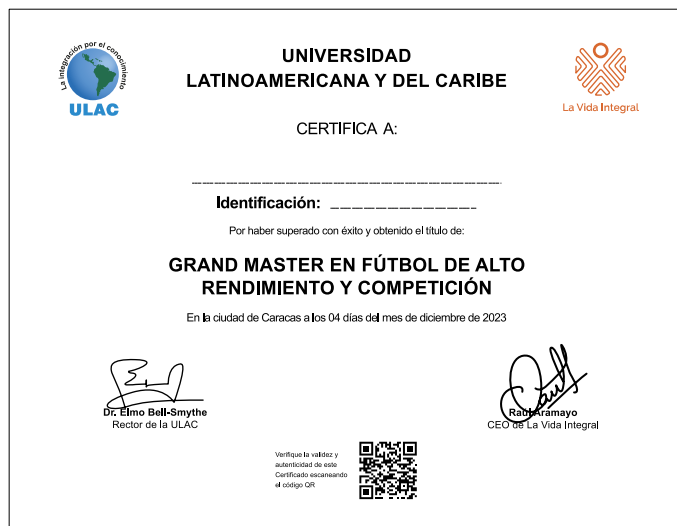 La integración por el conocimiento
ULAC
UNIVERSIDAD
LATINOAMERICANA Y DEL CARIBE
La Vida Integral
CERTIFICA A:
Identificación:
Por haber superado con éxito y obtenido el título de:
GRAND MASTER EN FÚTBOL DE ALTO
RENDIMIENTO Y COMPETICIÓN
En la ciudad de Caracas a los 04 días del mes de diciembre de 2023
Dr. Elmo Bell-Smythe
Rector de la ULAC
Raúl Aramayo
CEO de La Vida Integral
Verifique la validez y
autenticidad de este
Certificado escaneando
el código QR